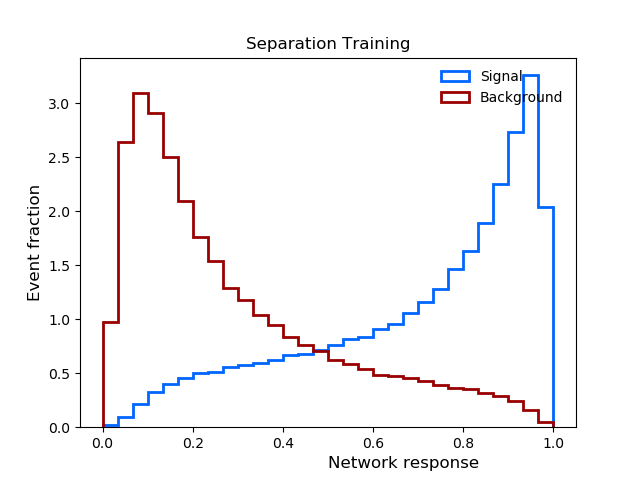 Separation Training
Signal
Background
Event fraction
3.0
2.5
2.0
1.5
1.0
0.5
0.0
0.0 0.2 0.4 0.6 0.8 1.0
Network response